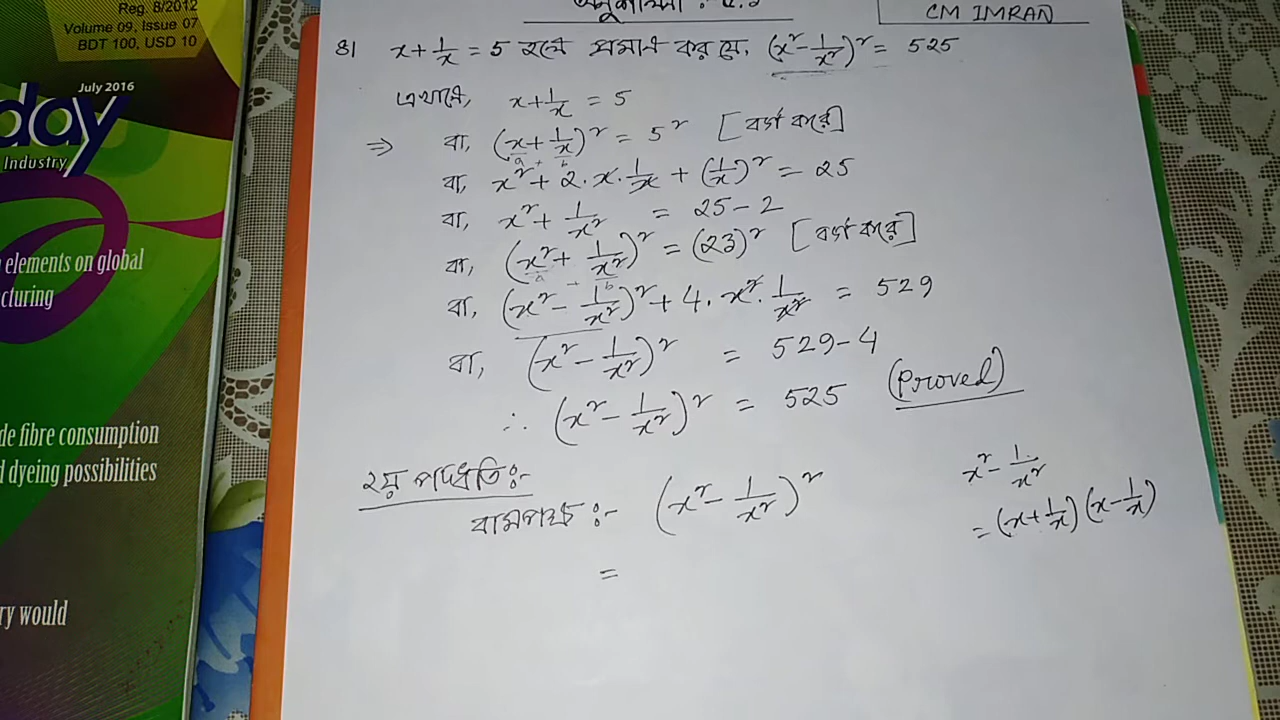 Reg. 8/2012
Volume 09, Issue 07
BDT 100, USD 10
July 2016
day
Industry
elements on global
cturing
de fibre consumption
d dyeing possibilities
ry would
CM IMRAN
৪। x + 1/x = 5 হলে প্রমাণ কর যে, (x² - 1/x²)² = 525
এখানে, x + 1/x = 5
⇒ বা, (x + 1/x)² = 5² [বর্গ করে]
a + b
বা, x² + 2.x.1/x + (1/x)² = 25
বা, x² + 1/x² = 25 - 2
বা, (x² + 1/x²)² = (23)² [বর্গ করে]
a + b
বা, (x² - 1/x²)² + 4.x².1/x² = 529
বা, (x² - 1/x²)² = 529 - 4
∴ (x² - 1/x²)² = 525 (Proved)
২য় পদ্ধতি:-
বামপক্ষ:- (x² - 1/x²)²
=
x² - 1/x²
= (x + 1/x)(x - 1/x)